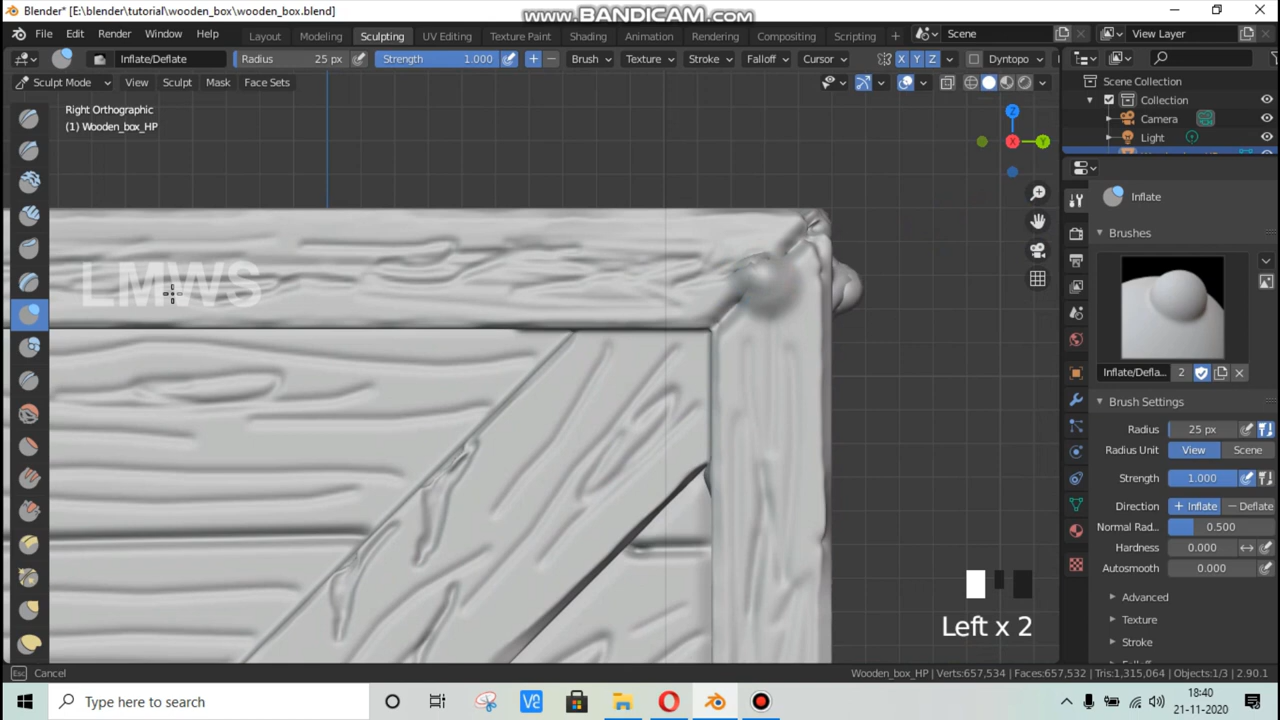 Blender* [E:\blender\tutorial\wooden_box\wooden_box.blend]
www.BANDICAM.com
File Edit Render Window Help
Layout Modeling Sculpting UV Editing Texture Paint Shading Animation Rendering Compositing Scripting +
Scene
View Layer
Inflate/Deflate
Radius 25 px
Strength 1.000
Brush Texture Stroke Falloff Cursor
X Y Z
Dyntopo
Sculpt Mode View Sculpt Mask Face Sets
Right Orthographic
(1) Wooden_box_HP
Scene Collection
Collection
Camera
Light
Z
X
Y
LMWS
Inflate
Brushes
Inflate/Defla... 2
Brush Settings
Radius 25 px
Radius Unit View Scene
Strength 1.000
Direction + Inflate — Deflate
Normal Rad... 0.500
Hardness 0.000
Autosmooth 0.000
Advanced
Texture
Stroke
Left x 2
Esc Cancel
Wooden_box_HP | Verts:657,534 | Faces:657,532 | Tris:1,315,064 | Objects:1/3 | 2.90.1
Type here to search
18:40
21-11-2020